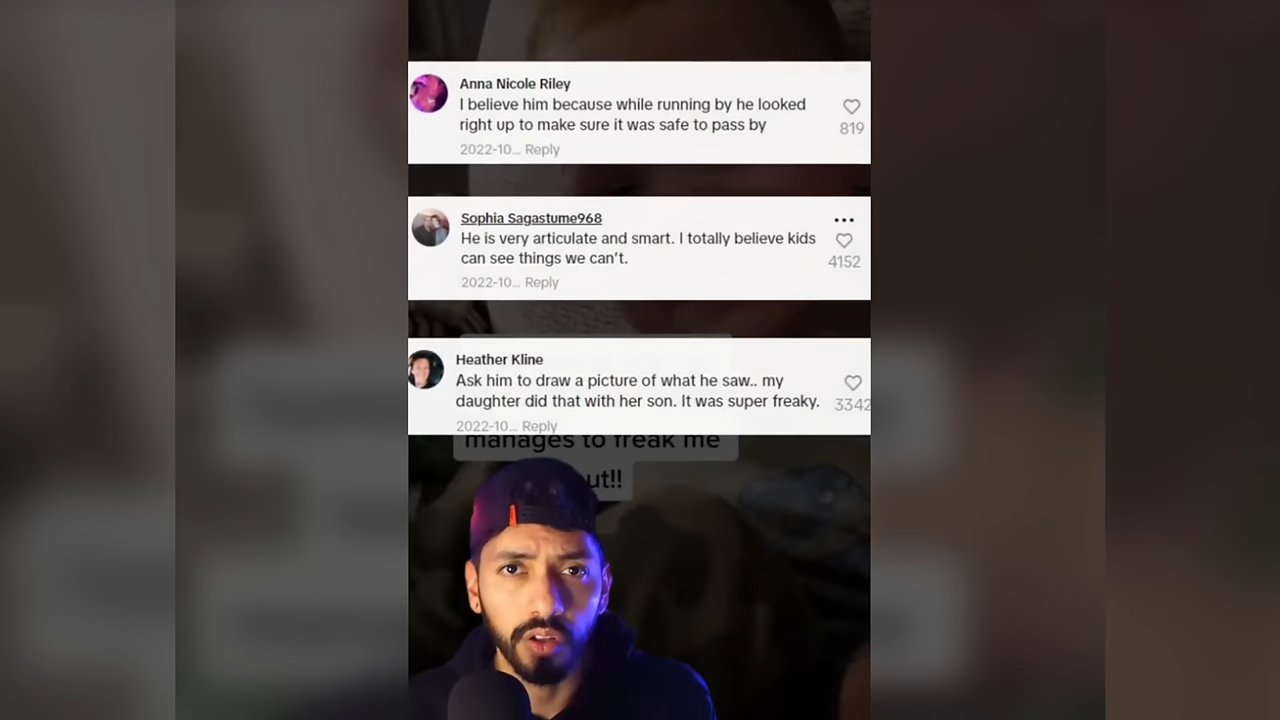 Anna Nicole Riley
I believe him because while running by he looked
right up to make sure it was safe to pass by
819
2022-10... Reply
Sophia Sagastume968
He is very articulate and smart. I totally believe kids
can see things we can't.
4152
2022-10... Reply
Heather Kline
Ask him to draw a picture of what he saw.. my
daughter did that with her son. It was super freaky.
3342
2022-10... Reply
manages to freak me
ut!!